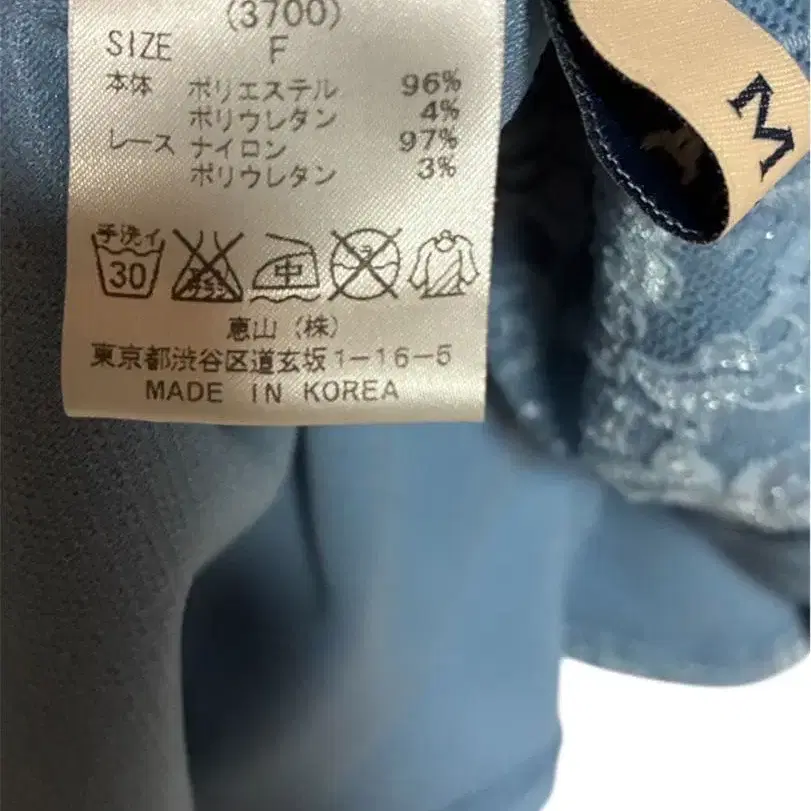 (3700)
SIZE F
本体 ポリエステル 96%
ポリウレタン 4%
レース ナイロン 97%
ポリウレタン 3%
手洗イ
30
中
恵山(株)
東京都渋谷区道玄坂1-16-5
MADE IN KOREA
M